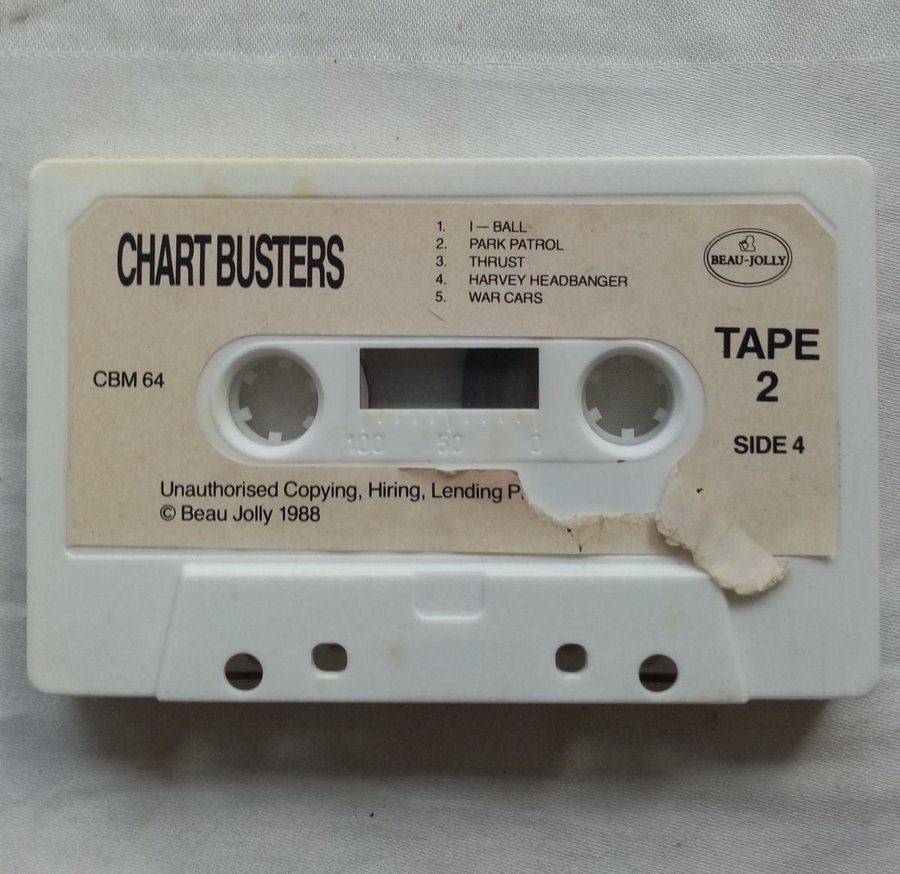 CHART BUSTERS
1. I — BALL
2. PARK PATROL
3. THRUST
4. HARVEY HEADBANGER
5. WAR CARS
BEAU-JOLLY
TAPE
2
CBM 64
SIDE 4
100 50 0
Unauthorised Copying, Hiring, Lending
© Beau Jolly 1988